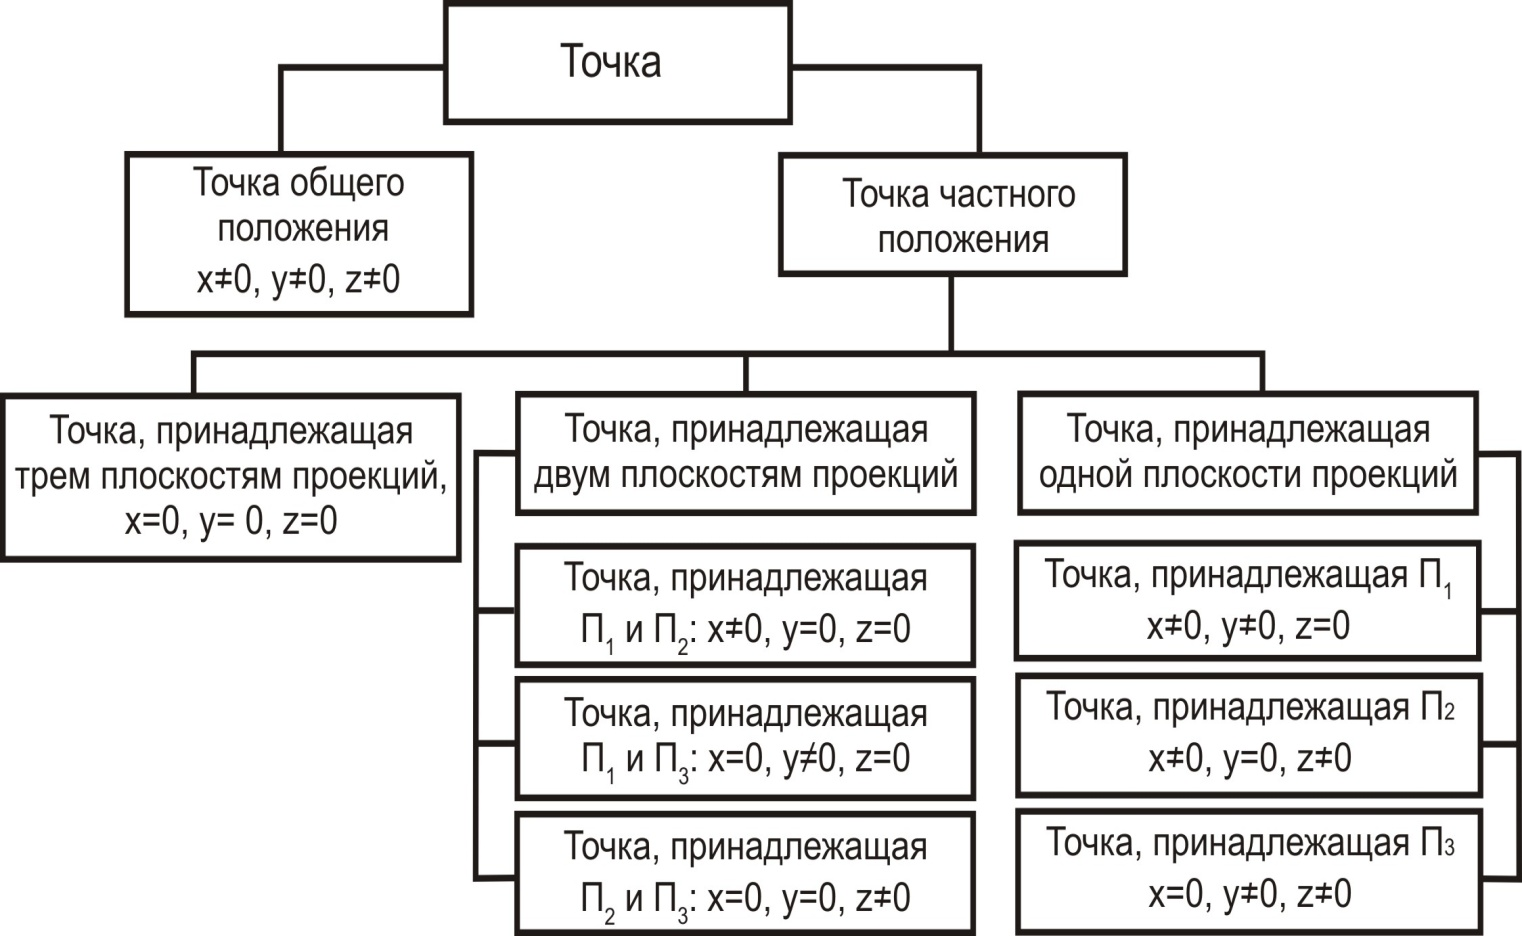 Точка
Точка общего
положения
x≠0, y≠0, z≠0
Точка частного
положения
Точка, принадлежащая
трем плоскостям проекций,
x=0, y= 0, z=0
Точка, принадлежащая
двум плоскостям проекций
Точка, принадлежащая
П₁ и П₂: x≠0, y=0, z=0
Точка, принадлежащая
П₁ и П₃: x=0, y≠0, z=0
Точка, принадлежащая
П₂ и П₃: x=0, y=0, z≠0
Точка, принадлежащая
одной плоскости проекций
Точка, принадлежащая П₁
x≠0, y≠0, z=0
Точка, принадлежащая П₂
x≠0, y=0, z≠0
Точка, принадлежащая П₃
x=0, y≠0, z≠0